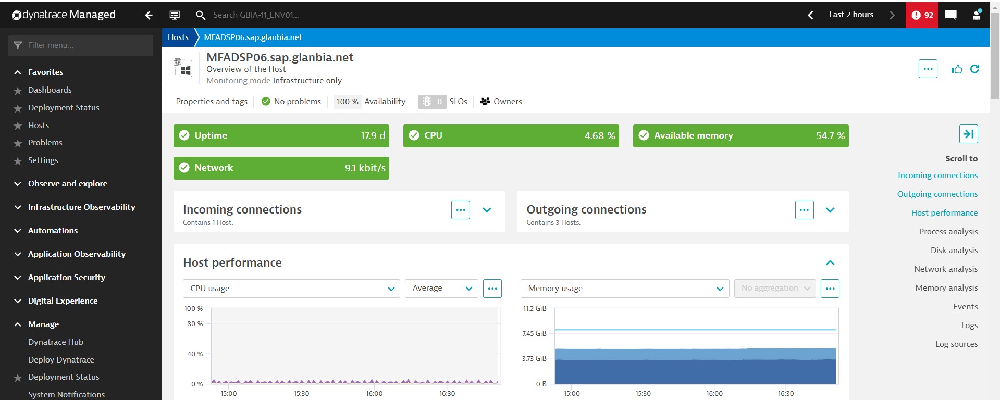 dynatrace Managed
Search GBIA-11_ENV01...
Last 2 hours
92
Filter menu...
Favorites
Dashboards
Deployment Status
Hosts
Problems
Settings
Observe and explore
Infrastructure Observability
Automations
Application Observability
Application Security
Digital Experience
Manage
Dynatrace Hub
Deploy Dynatrace
Deployment Status
System Notifications
Hosts
MFADSP06.sap.glanbia.net
MFADSP06.sap.glanbia.net
Overview of the Host
Monitoring mode Infrastructure only
Properties and tags
No problems
100 % Availability
0 SLOs
Owners
Uptime 17.9 d
CPU 4.68 %
Available memory 54.7 %
Network 9.1 kbit/s
Incoming connections
Contains 1 Host.
Outgoing connections
Contains 3 Hosts.
Host performance
CPU usage
Average
100 %
80 %
40 %
0 %
15:00 15:30 16:00 16:30
Memory usage
No aggregation
11.2 GiB
7.45 GiB
3.73 GiB
0 B
15:00 15:30 16:00 16:30
Scroll to
Incoming connections
Outgoing connections
Host performance
Process analysis
Disk analysis
Network analysis
Memory analysis
Events
Logs
Log sources